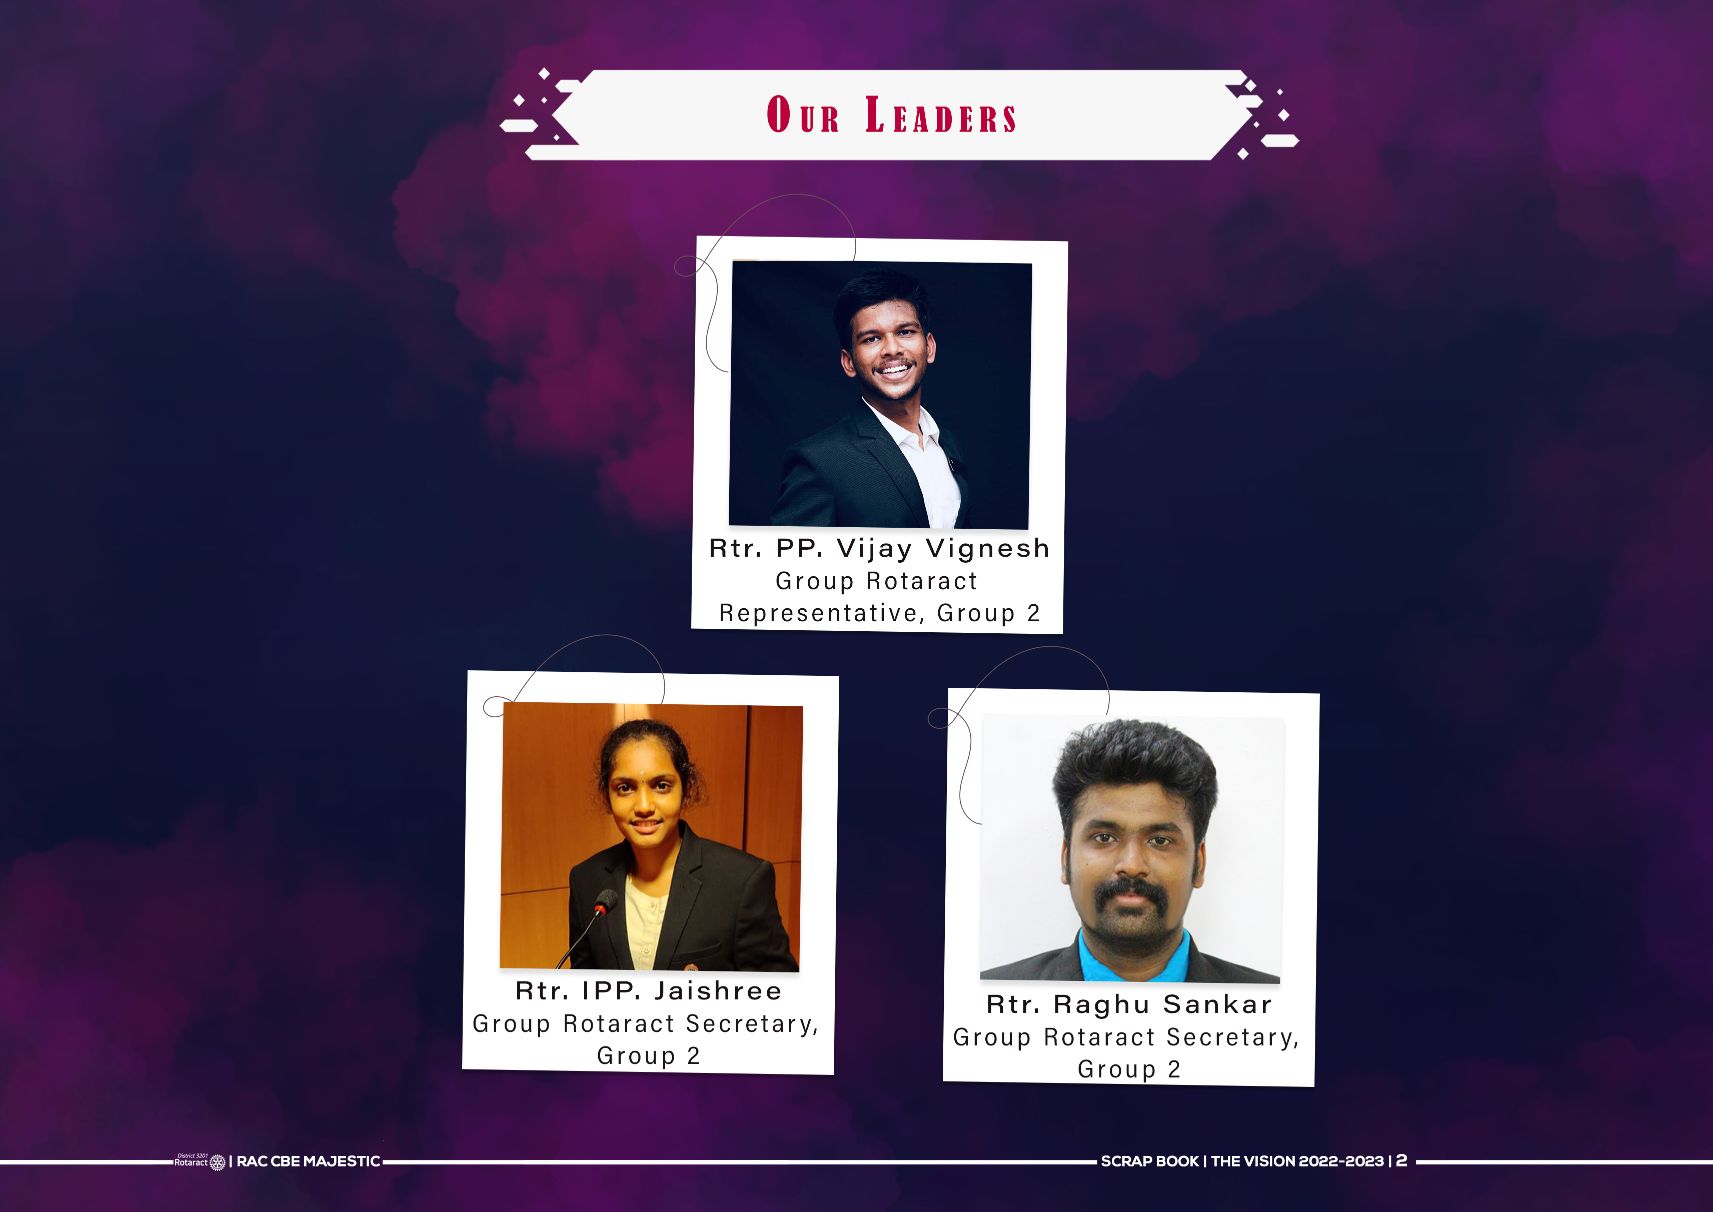 Our Leaders
Rtr. PP. Vijay Vignesh
Group Rotaract
Representative, Group 2
Rtr. IPP. Jaishree
Group Rotaract Secretary,
Group 2
Rtr. Raghu Sankar
Group Rotaract Secretary,
Group 2
District 3201
Rotaract | RAC CBE MAJESTIC
SCRAP BOOK | THE VISION 2022-2023 | 2